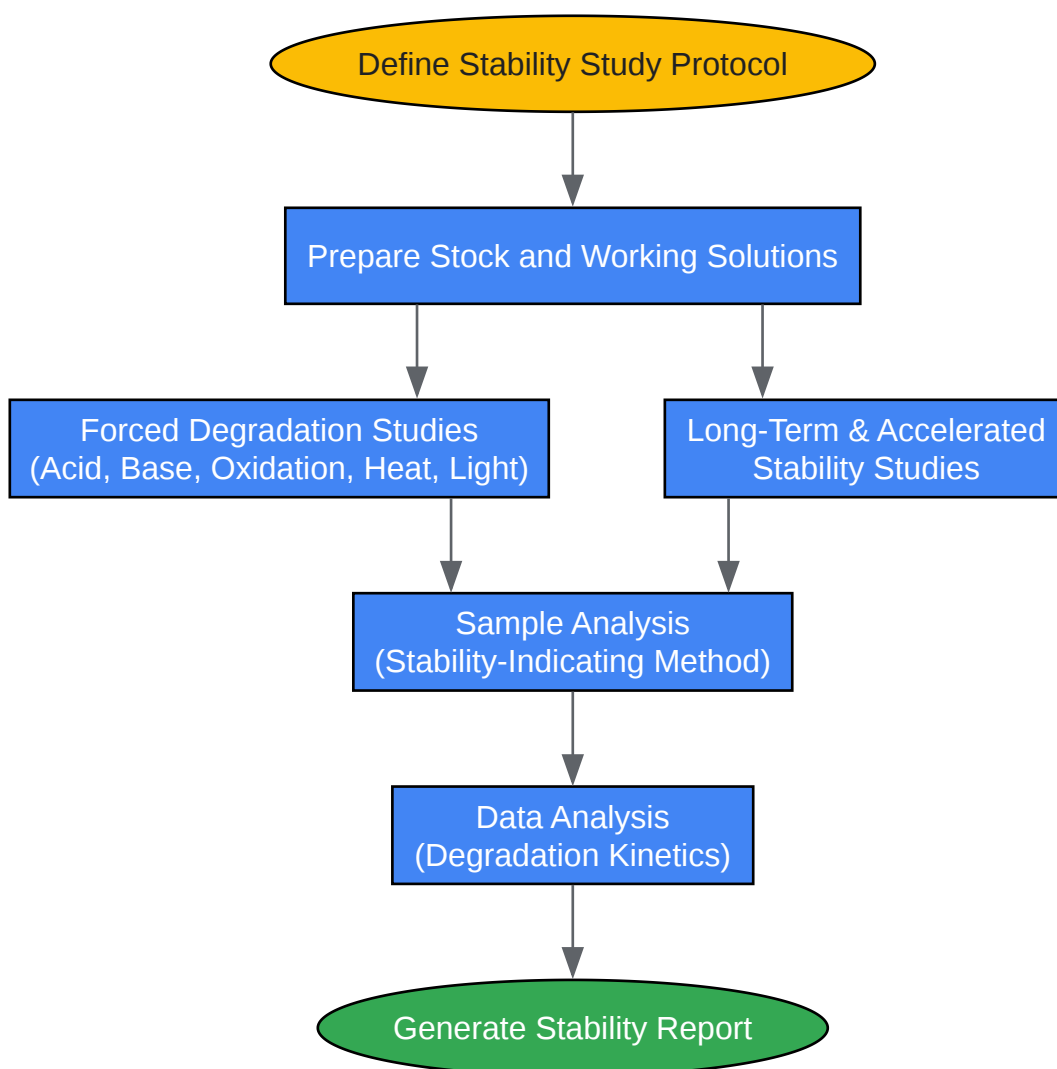 Define Stability Study Protocol
Prepare Stock and Working Solutions
Forced Degradation Studies
(Acid, Base, Oxidation, Heat, Light)
Long-Term & Accelerated
Stability Studies
Sample Analysis
(Stability-Indicating Method)
Data Analysis
(Degradation Kinetics)
Generate Stability Report